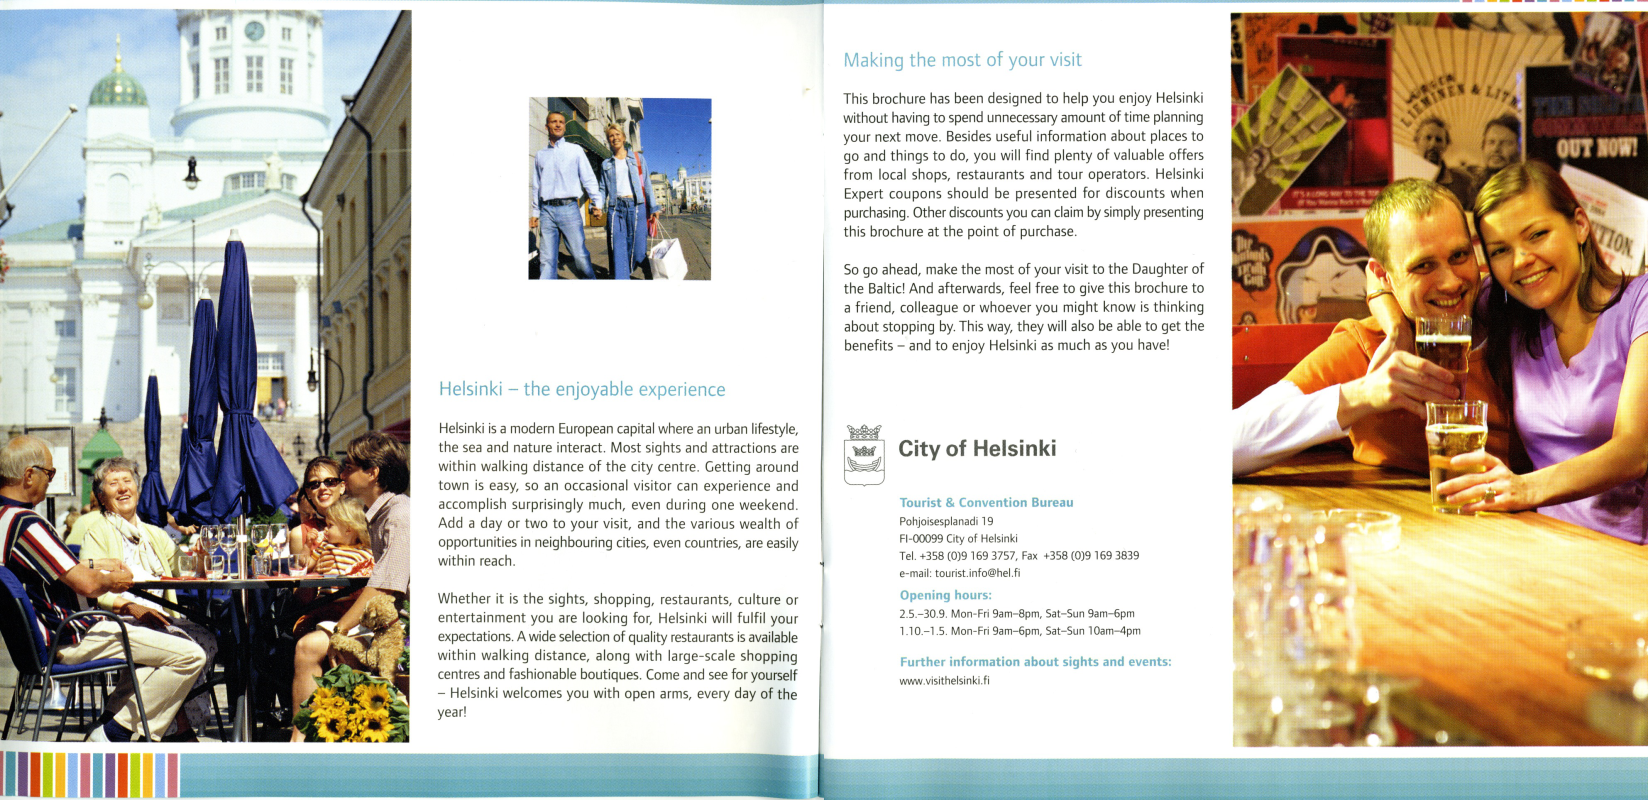 Helsinki – the enjoyable experience
Helsinki is a modern European capital where an urban lifestyle,
the sea and nature interact. Most sights and attractions are
within walking distance of the city centre. Getting around
town is easy, so an occasional visitor can experience and
accomplish surprisingly much, even during one weekend.
Add a day or two to your visit, and the various wealth of
opportunities in neighbouring cities, even countries, are easily
within reach.
Whether it is the sights, shopping, restaurants, culture or
entertainment you are looking for, Helsinki will fulfil your
expectations. A wide selection of quality restaurants is available
within walking distance, along with large-scale shopping
centres and fashionable boutiques. Come and see for yourself
– Helsinki welcomes you with open arms, every day of the
year!
Making the most of your visit
This brochure has been designed to help you enjoy Helsinki
without having to spend unnecessary amount of time planning
your next move. Besides useful information about places to
go and things to do, you will find plenty of valuable offers
from local shops, restaurants and tour operators. Helsinki
Expert coupons should be presented for discounts when
purchasing. Other discounts you can claim by simply presenting
this brochure at the point of purchase.
So go ahead, make the most of your visit to the Daughter of
the Baltic! And afterwards, feel free to give this brochure to
a friend, colleague or whoever you might know is thinking
about stopping by. This way, they will also be able to get the
benefits – and to enjoy Helsinki as much as you have!
City of Helsinki
Tourist & Convention Bureau
Pohjoisesplanadi 19
FI-00099 City of Helsinki
Tel. +358 (0)9 169 3757, Fax +358 (0)9 169 3839
e-mail: tourist.info@hel.fi
Opening hours:
2.5.–30.9. Mon-Fri 9am–8pm, Sat–Sun 9am–6pm
1.10.–1.5. Mon-Fri 9am–6pm, Sat–Sun 10am–4pm
Further information about sights and events:
www.visithelsinki.fi
OUT NOW!
IT'S A LONG WAY TO THE TOP